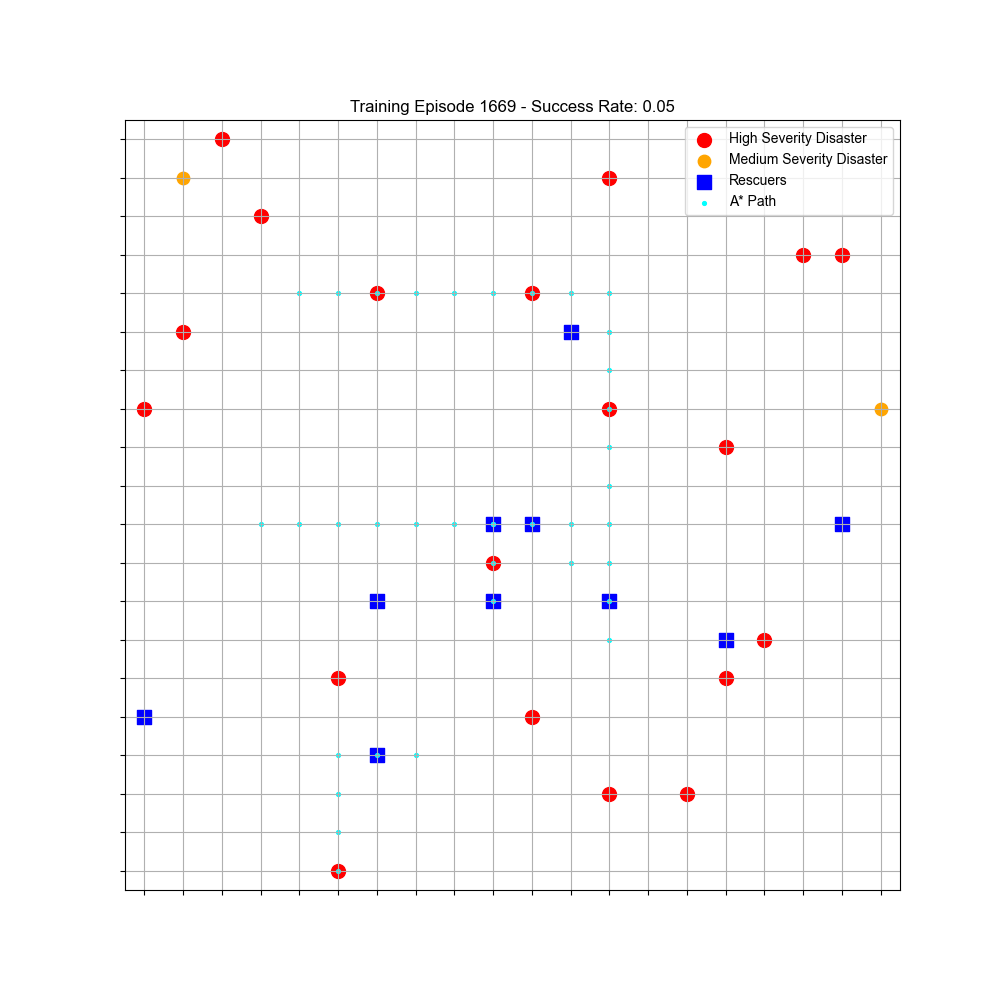 Training Episode 1669 - Success Rate: 0.05
High Severity Disaster
Medium Severity Disaster
Rescuers
A* Path